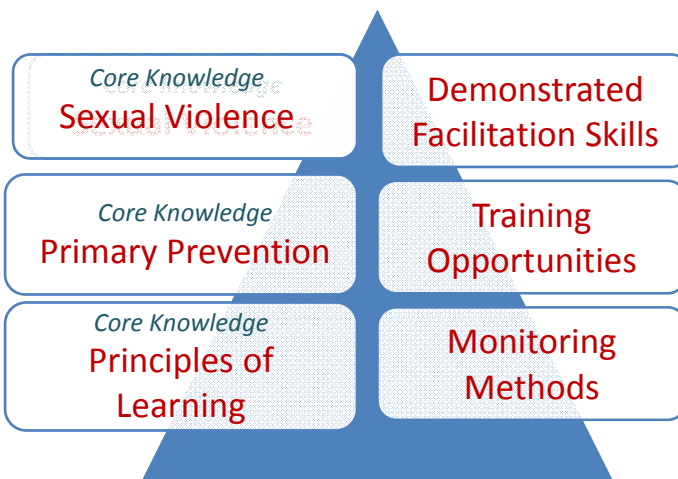 Core Knowledge
Sexual Violence
Demonstrated
Facilitation Skills
Core Knowledge
Primary Prevention
Training
Opportunities
Core Knowledge
Principles of
Learning
Monitoring
Methods